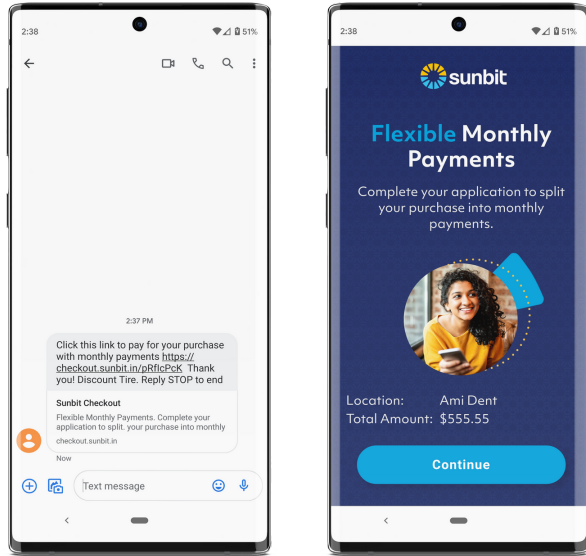 2:38
51%
2:37 PM
Click this link to pay for your purchase
with monthly payments https://
checkout.sunbit.in/pRflcPcK Thank
you! Discount Tire. Reply STOP to end
Sunbit Checkout
Flexible Monthly Payments. Complete your
application to split. your purchase into monthly
checkout.sunbit.in
Now
Text message
2:38
51%
sunbit
Flexible Monthly
Payments
Complete your application to split
your purchase into monthly
payments.
Location: Ami Dent
Total Amount: $555.55
Continue